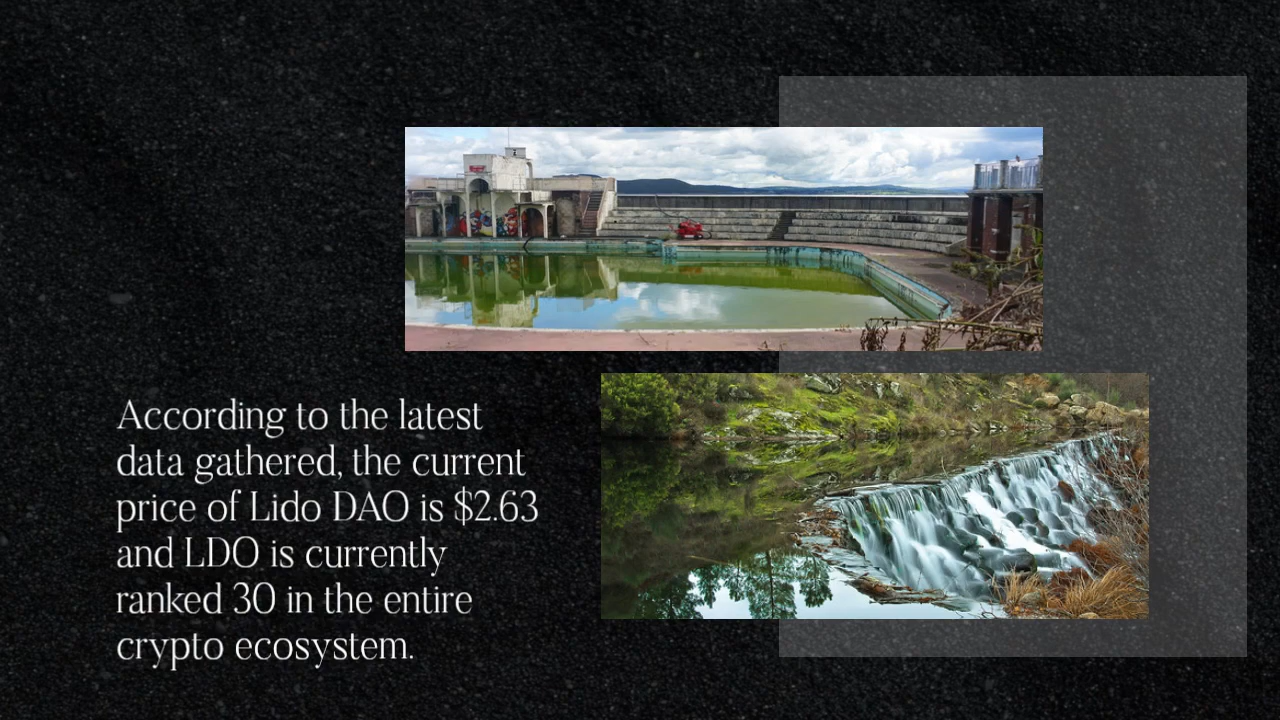 According to the latest
data gathered, the current
price of Lido DAO is $2.63
and LDO is currently
ranked 30 in the entire
crypto ecosystem.